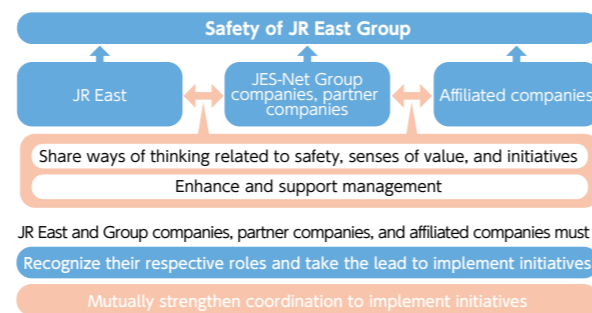 Safety of JR East Group
JR East
JES-Net Group
companies, partner
companies
Affiliated companies
Share ways of thinking related to safety, senses of value, and initiatives
Enhance and support management
JR East and Group companies, partner companies, and affiliated companies must
Recognize their respective roles and take the lead to implement initiatives
Mutually strengthen coordination to implement initiatives